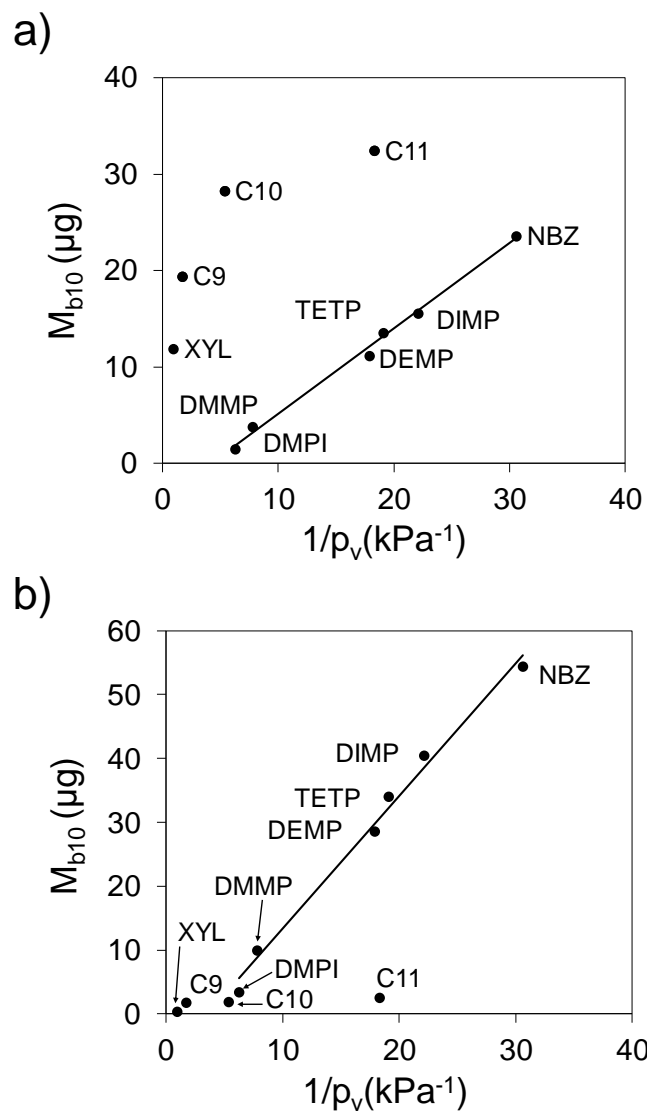 a)
40
C11
30
C10
NBZ
M_b10 (µg)
20
C9
TETP
DIMP
XYL
DEMP
10
DMMP
DMPI
0
0 10 20 30 40
1/p_v(kPa⁻¹)
b)
60
NBZ
50
DIMP
40
M_b10 (µg)
TETP
30
DEMP
20
DMMP
XYL
10
C9
DMPI
C11
C10
0
0 10 20 30 40
1/p_v(kPa⁻¹)